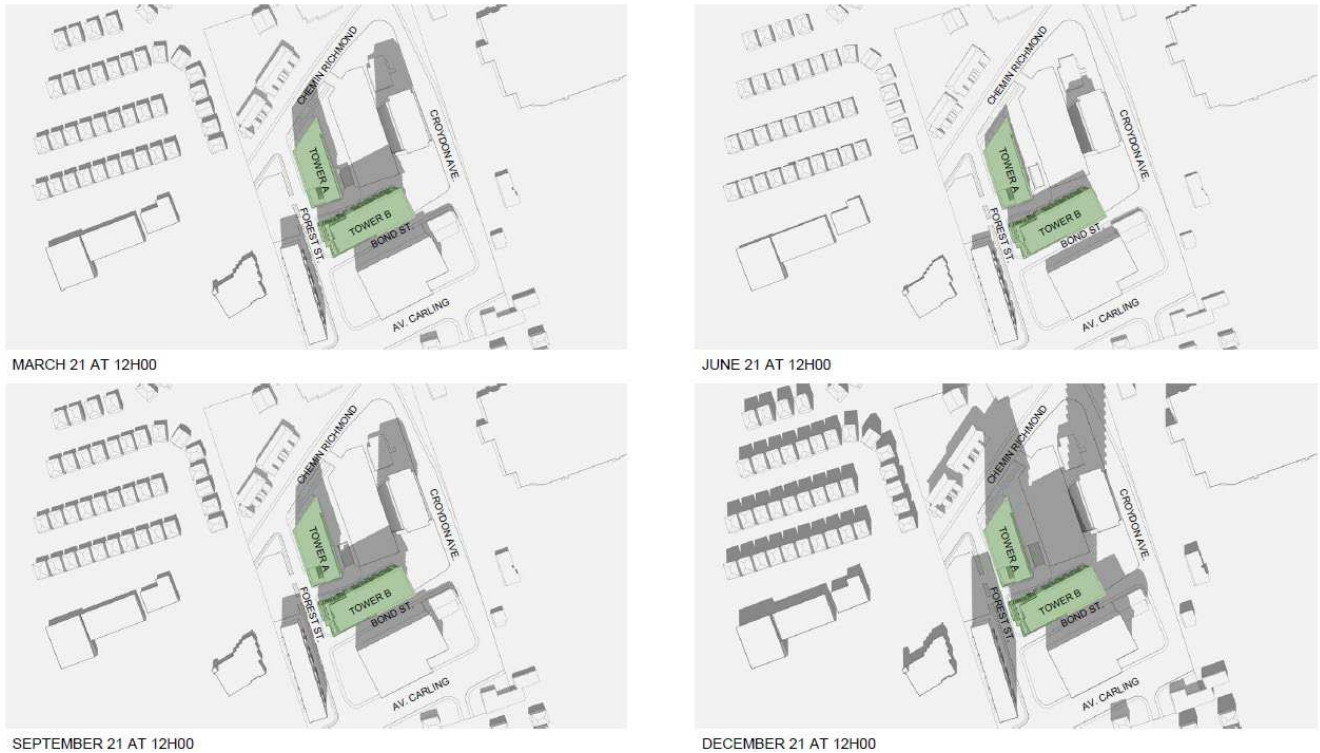 CHEMIN RICHMOND
CROYDON AVE.
TOWER A
TOWER B
FOREST ST.
BOND ST.
AV. CARLING
MARCH 21 AT 12H00
CHEMIN RICHMOND
CROYDON AVE.
TOWER A
TOWER B
FOREST ST.
BOND ST.
AV. CARLING
JUNE 21 AT 12H00
CHEMIN RICHMOND
CROYDON AVE.
TOWER A
TOWER B
FOREST ST.
BOND ST.
AV. CARLING
SEPTEMBER 21 AT 12H00
CHEMIN RICHMOND
CROYDON AVE.
TOWER A
TOWER B
FOREST ST.
BOND ST.
AV. CARLING
DECEMBER 21 AT 12H00